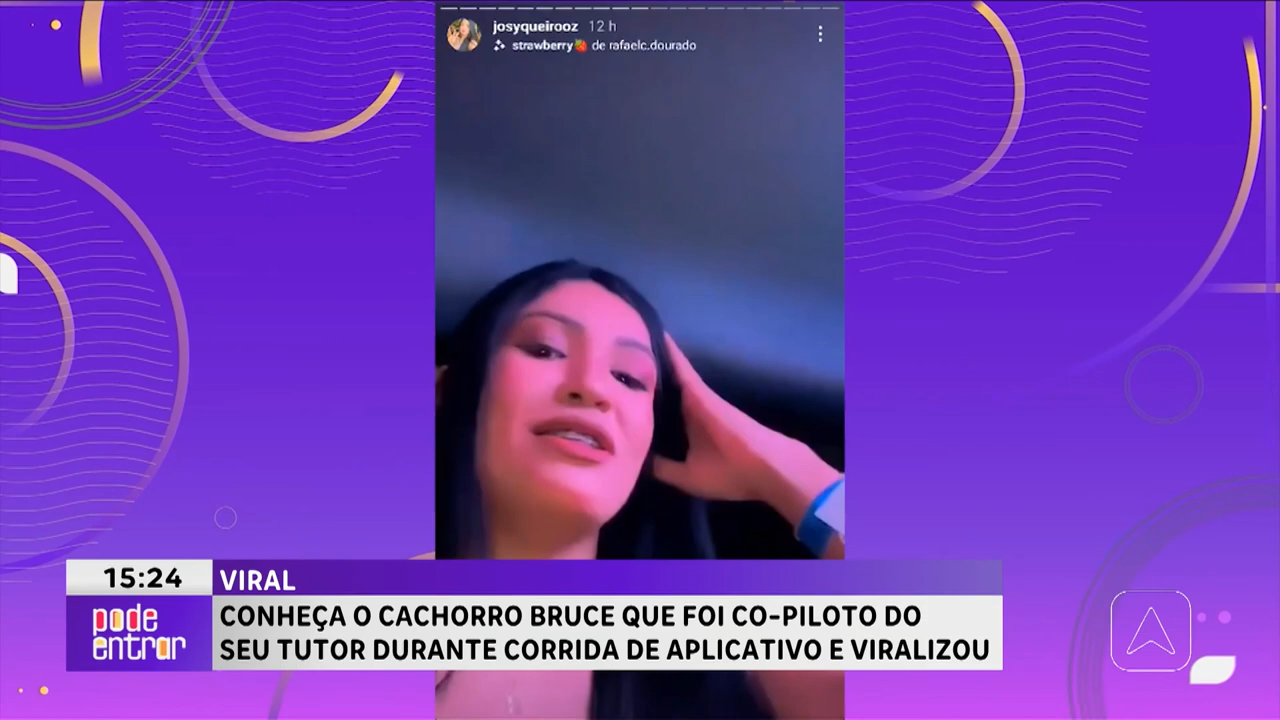 josyqueirooz 12 h
strawberry🍓 de rafaelc.dourado
15:24
VIRAL
pode
entrar
CONHEÇA O CACHORRO BRUCE QUE FOI CO-PILOTO DO
SEU TUTOR DURANTE CORRIDA DE APLICATIVO E VIRALIZOU